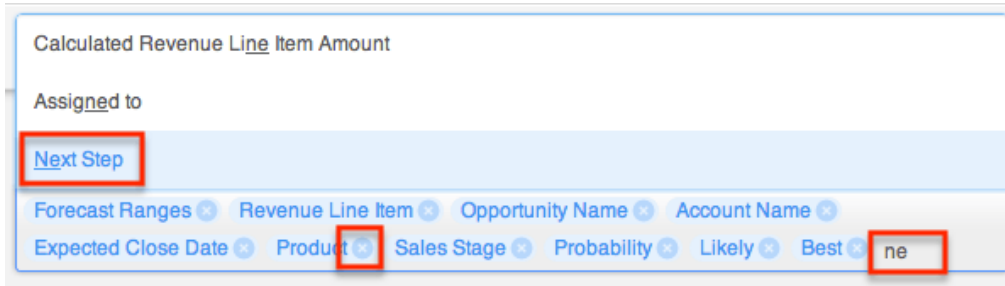 Calculated Revenue Line Item Amount
Assigned to
Next Step
Forecast Ranges Revenue Line Item Opportunity Name Account Name
Expected Close Date Product Sales Stage Probability Likely Best ne